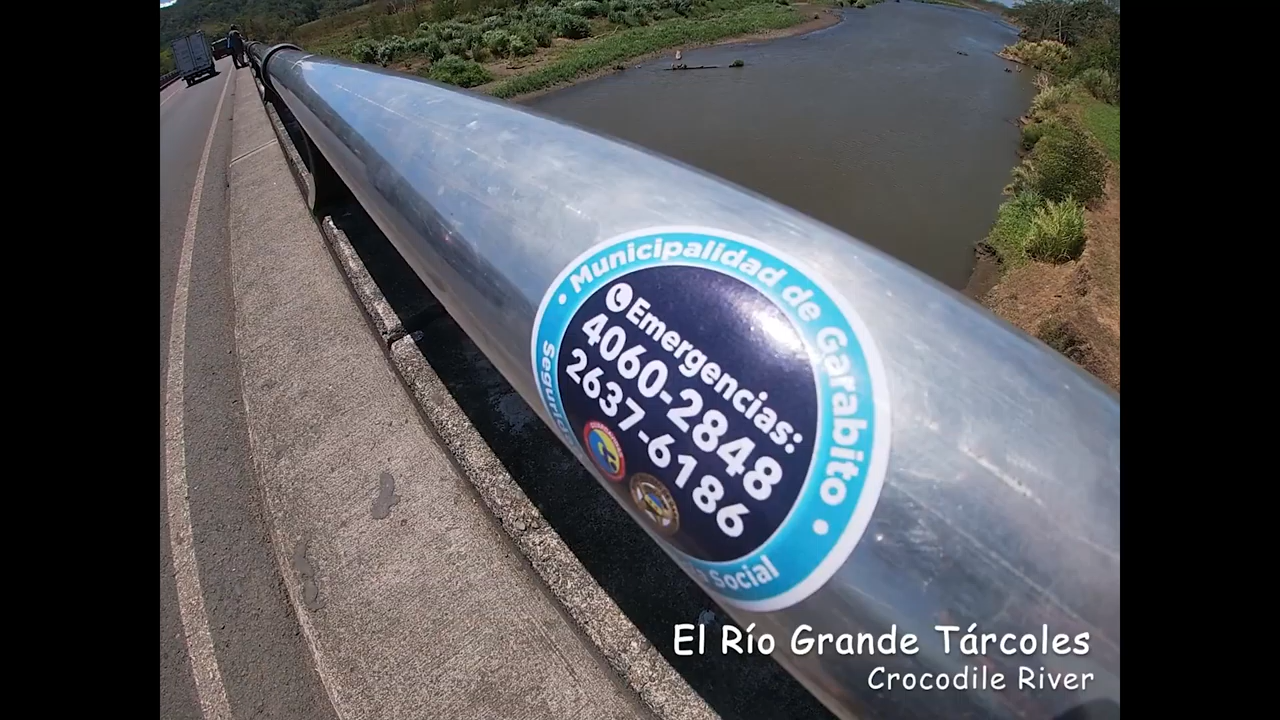 Municipalidad de Garabito
Emergencias:
4060-2848
2637-6186
Social
El Río Grande Tárcoles
Crocodile River